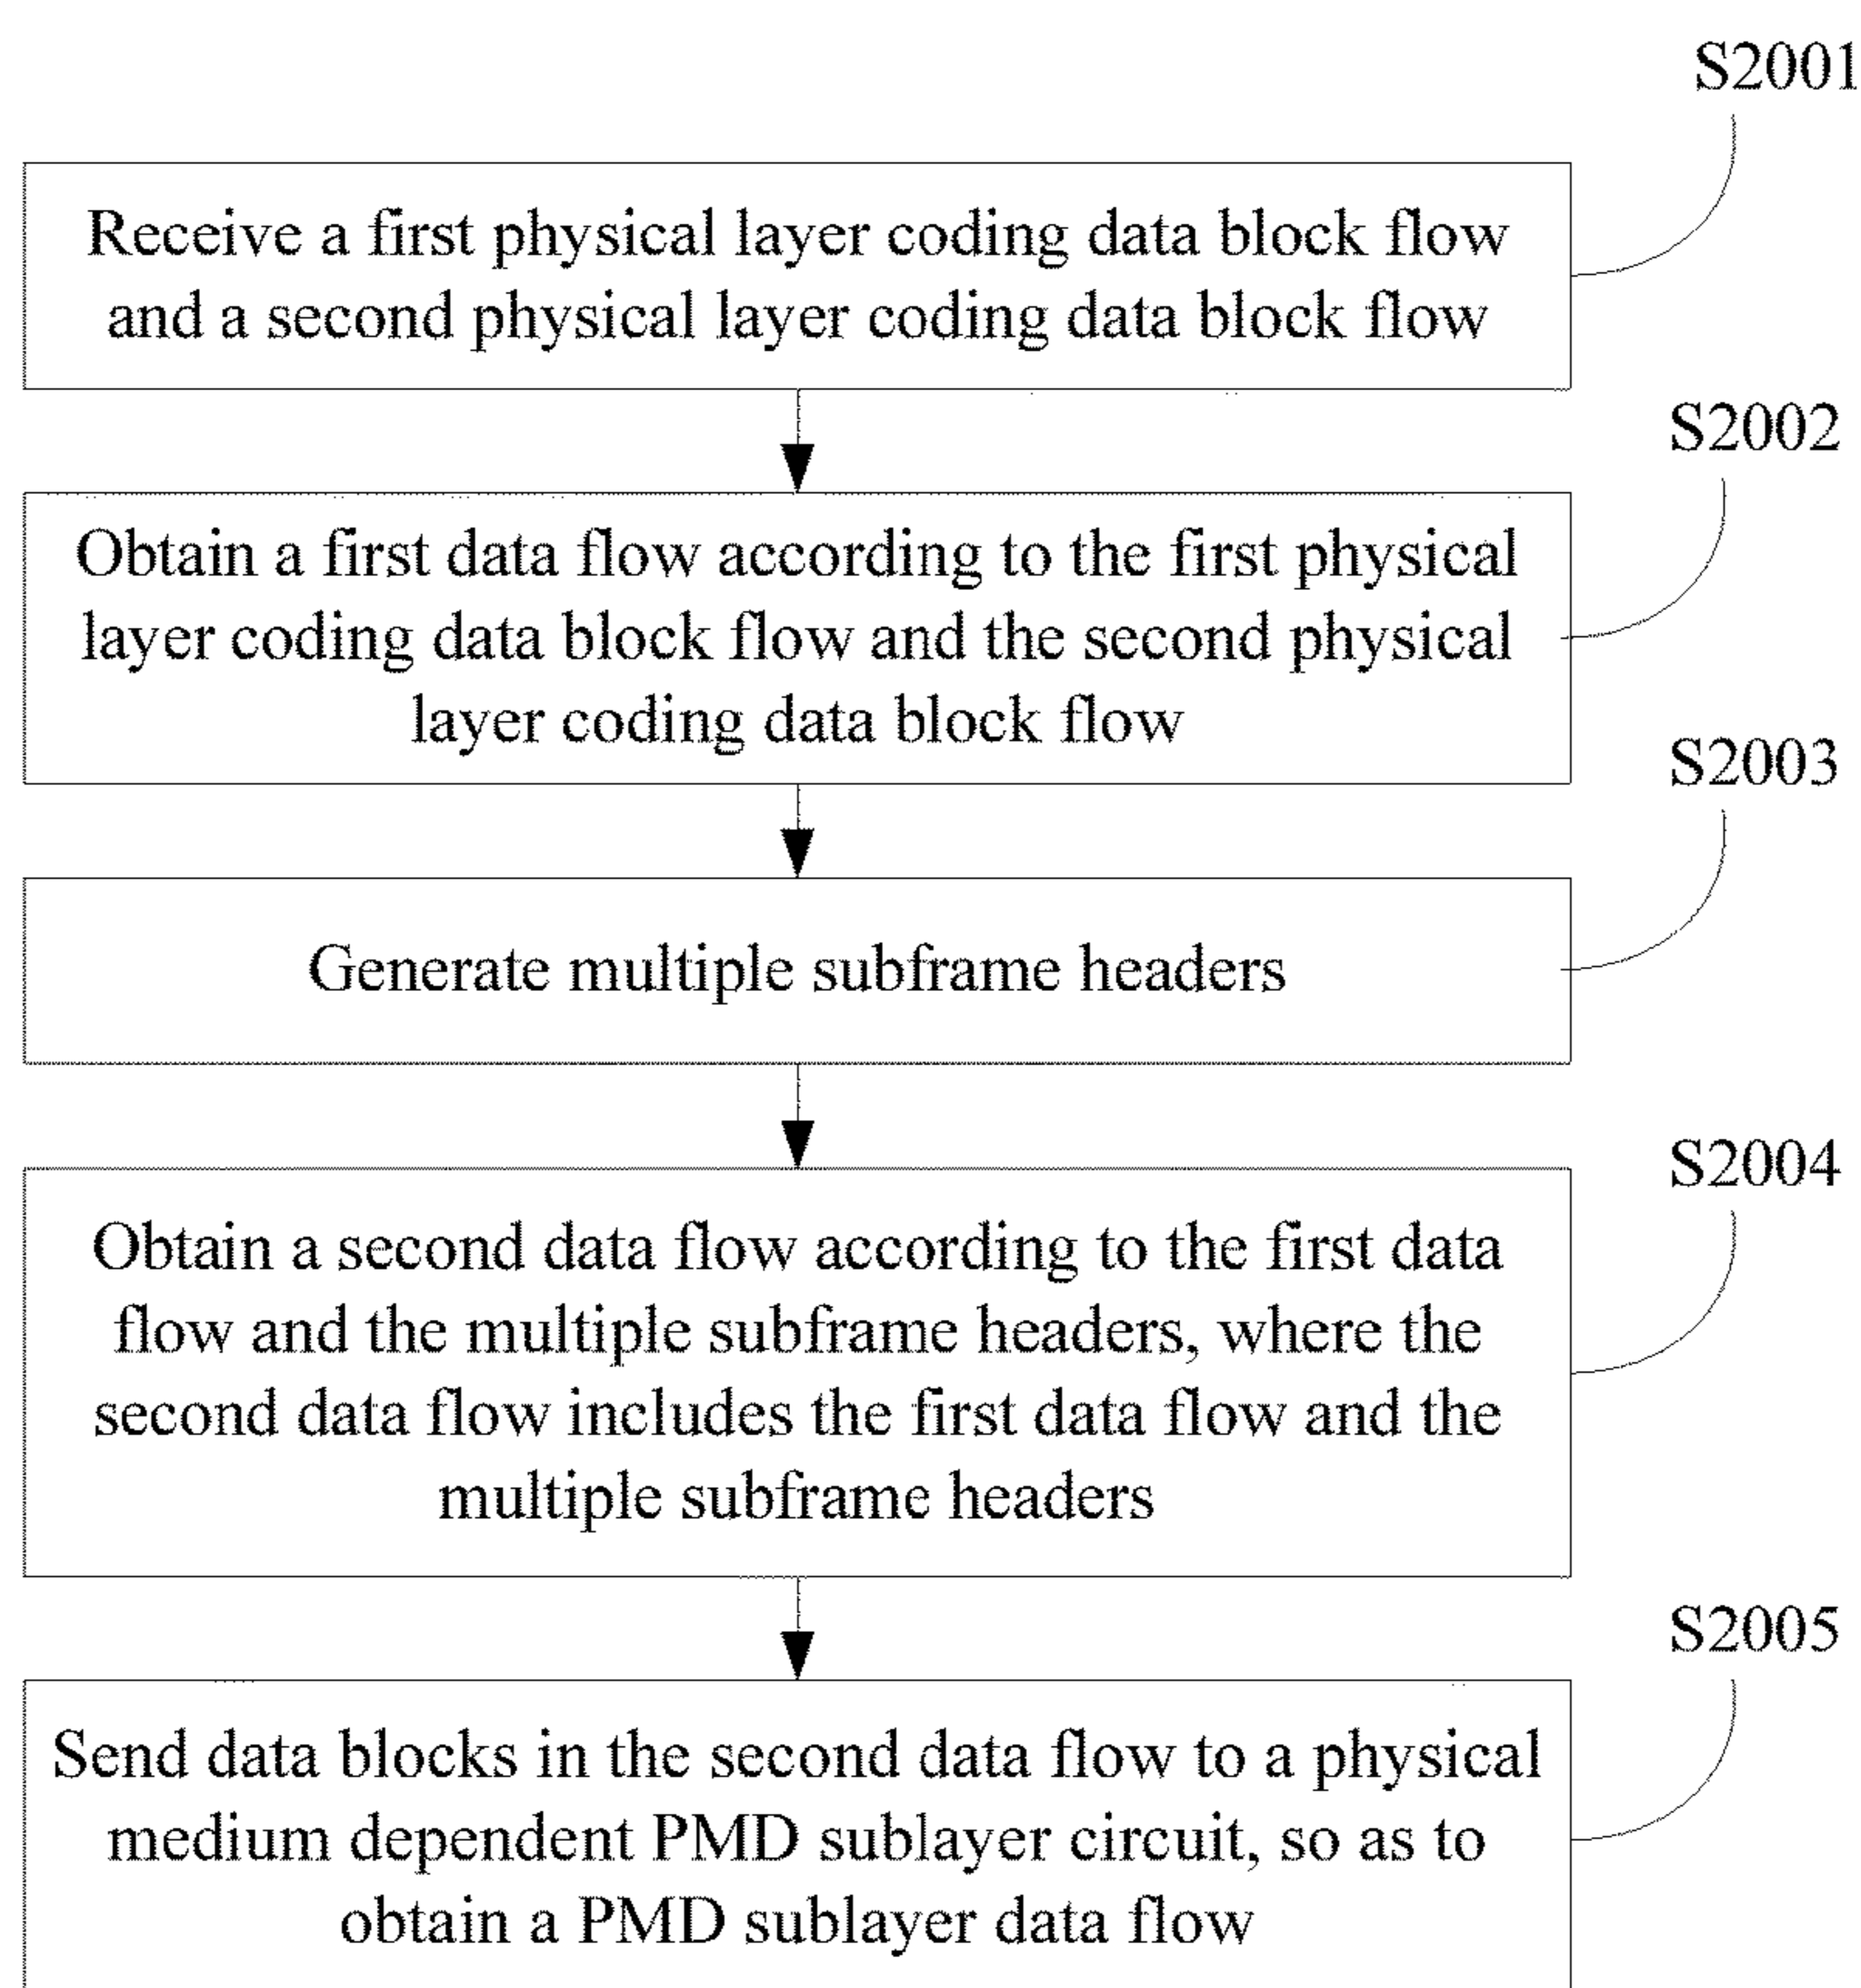 S2001
Receive a first physical layer coding data block flow
and a second physical layer coding data block flow
S2002
Obtain a first data flow according to the first physical
layer coding data block flow and the second physical
layer coding data block flow
S2003
Generate multiple subframe headers
S2004
Obtain a second data flow according to the first data
flow and the multiple subframe headers, where the
second data flow includes the first data flow and the
multiple subframe headers
S2005
Send data blocks in the second data flow to a physical
medium dependent PMD sublayer circuit, so as to
obtain a PMD sublayer data flow